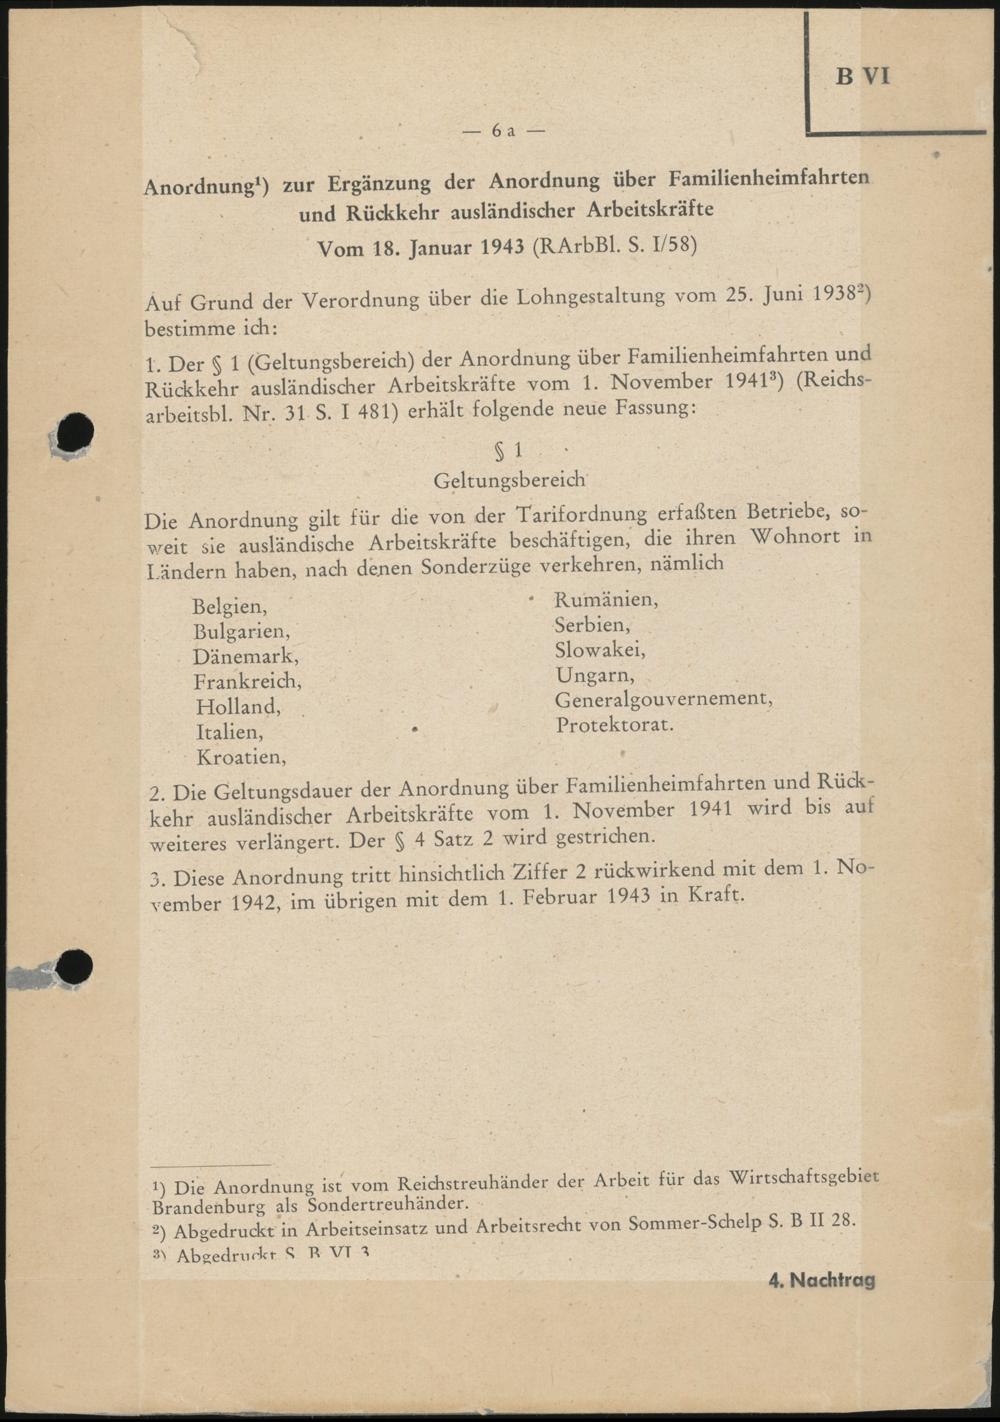 B VI
— 6 a —
Anordnung¹) zur Ergänzung der Anordnung über Familienheimfahrten
und Rückkehr ausländischer Arbeitskräfte
Vom 18. Januar 1943 (RArbBl. S. I/58)
Auf Grund der Verordnung über die Lohngestaltung vom 25. Juni 1938²)
bestimme ich:
1. Der § 1 (Geltungsbereich) der Anordnung über Familienheimfahrten und
Rückkehr ausländischer Arbeitskräfte vom 1. November 1941³) (Reichs-
arbeitsbl. Nr. 31 S. I 481) erhält folgende neue Fassung:
§ 1
Geltungsbereich
Die Anordnung gilt für die von der Tarifordnung erfaßten Betriebe, so-
weit sie ausländische Arbeitskräfte beschäftigen, die ihren Wohnort in
Ländern haben, nach denen Sonderzüge verkehren, nämlich
Belgien,
Bulgarien,
Dänemark,
Frankreich,
Holland,
Italien,
Kroatien,
Rumänien,
Serbien,
Slowakei,
Ungarn,
Generalgouvernement,
Protektorat.
2. Die Geltungsdauer der Anordnung über Familienheimfahrten und Rück-
kehr ausländischer Arbeitskräfte vom 1. November 1941 wird bis auf
weiteres verlängert. Der § 4 Satz 2 wird gestrichen.
3. Diese Anordnung tritt hinsichtlich Ziffer 2 rückwirkend mit dem 1. No-
vember 1942, im übrigen mit dem 1. Februar 1943 in Kraft.
¹) Die Anordnung ist vom Reichstreuhänder der Arbeit für das Wirtschaftsgebiet
Brandenburg als Sondertreuhänder.
²) Abgedruckt in Arbeitseinsatz und Arbeitsrecht von Sommer-Schelp S. B II 28.
³) Abgedruckt S. B VI 3
4. Nachtrag